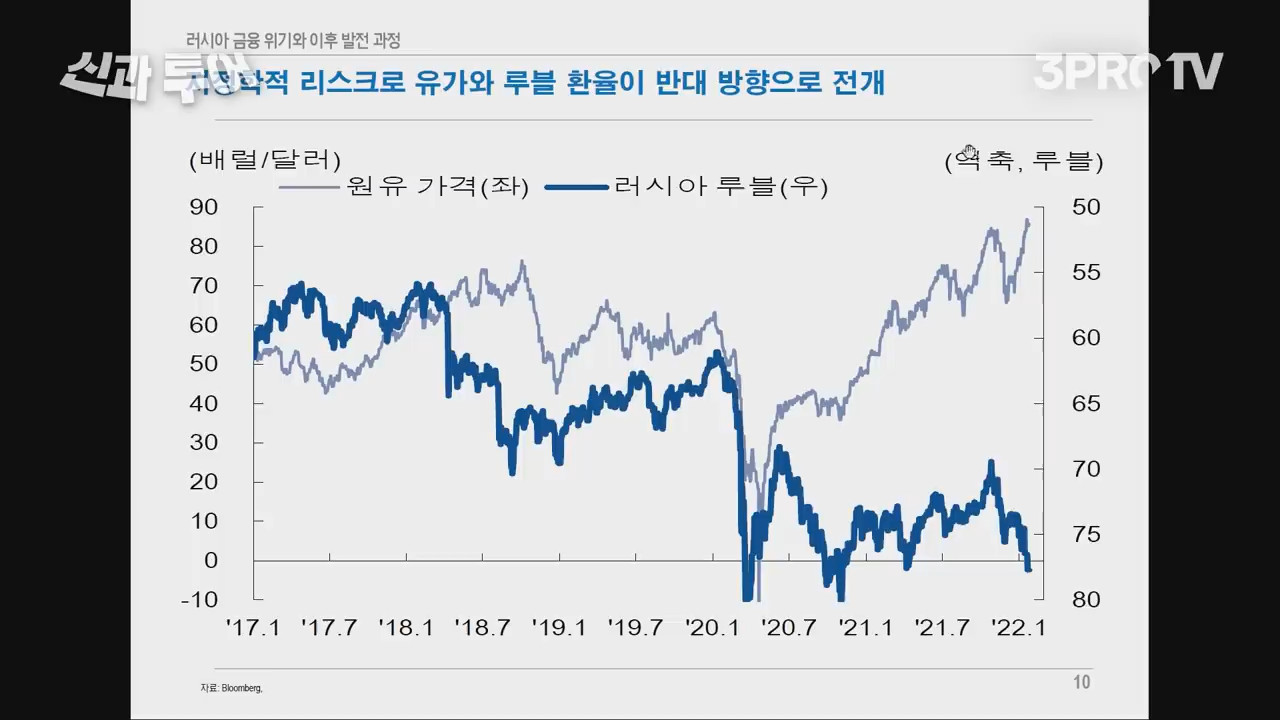 러시아 금융 위기와 이후 발전 과정
신과 투어
3PROTV
리스크로 유가와 루블 환율이 반대 방향으로 전개
(배럴/달러)
(역축, 루블)
원유 가격(좌) 러시아 루블(우)
90
80
70
60
50
40
30
20
10
0
-10
50
55
60
65
70
75
80
'17.1 '17.7 '18.1 '18.7 '19.1 '19.7 '20.1 '20.7 '21.1 '21.7 '22.1
자료: Bloomberg,
10